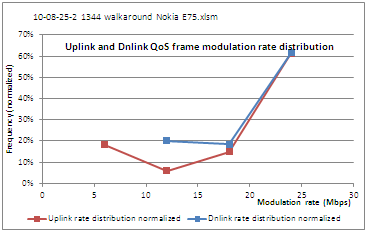 10-08-25-2 1344 walkaround Nokia E75.xlsm
Uplink and Dnlink QoS frame modulation rate distribution
Frequency (normalized)
70%
60%
50%
40%
30%
20%
10%
0%
0 5 10 15 20 25 30
Modulation rate (Mbps)
Uplink rate distribution normalized Dnlink rate distribution normalized